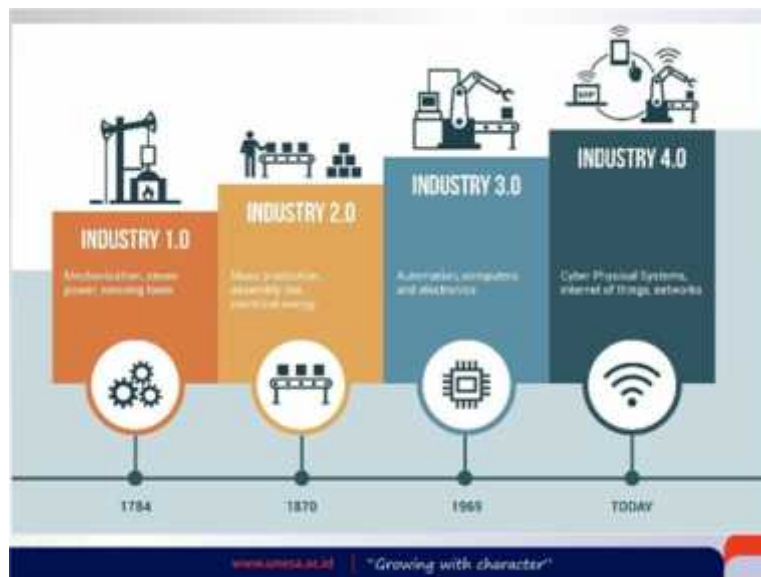 INDUSTRY 1.0
Mechanization, steam
power, weaving loom
INDUSTRY 2.0
Mass production,
assembly line,
electrical energy
INDUSTRY 3.0
Automation, computers
and electronics
INDUSTRY 4.0
Cyber Physical Systems,
internet of things, networks
1784
1870
1969
TODAY
www.unesa.ac.id
"Growing with character"